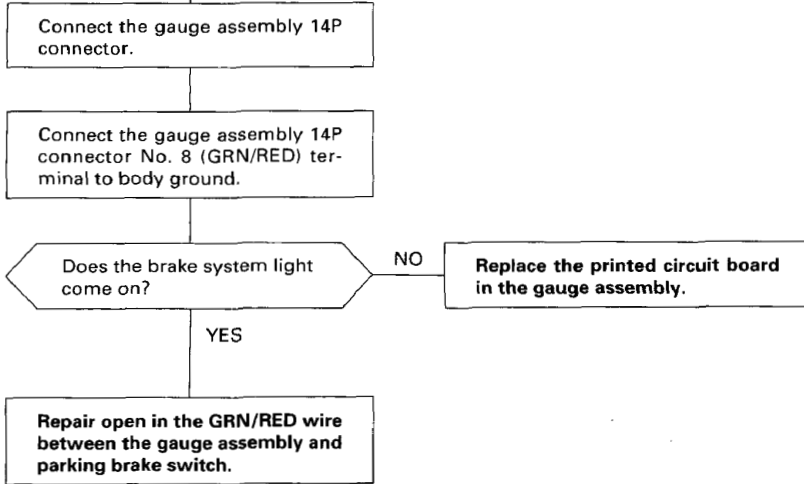 Connect the gauge assembly 14P
connector.
Connect the gauge assembly 14P
connector No. 8 (GRN/RED) ter-
minal to body ground.
Does the brake system light
come on?
NO
Replace the printed circuit board
in the gauge assembly.
YES
Repair open in the GRN/RED wire
between the gauge assembly and
parking brake switch.